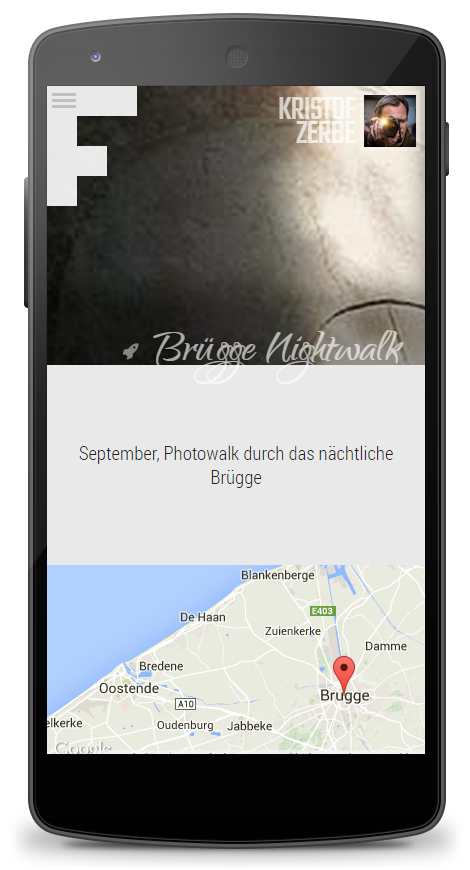 KRISTOF
ZERBE
Brügge Nightwalk
September, Photowalk durch das nächtliche
Brügge
Blankenberge
E403
De Haan
Zuienkerke
Damme
Bredene
Oostende
Brugge
A10
elkerke
Oudenburg
Jabbeke
Google